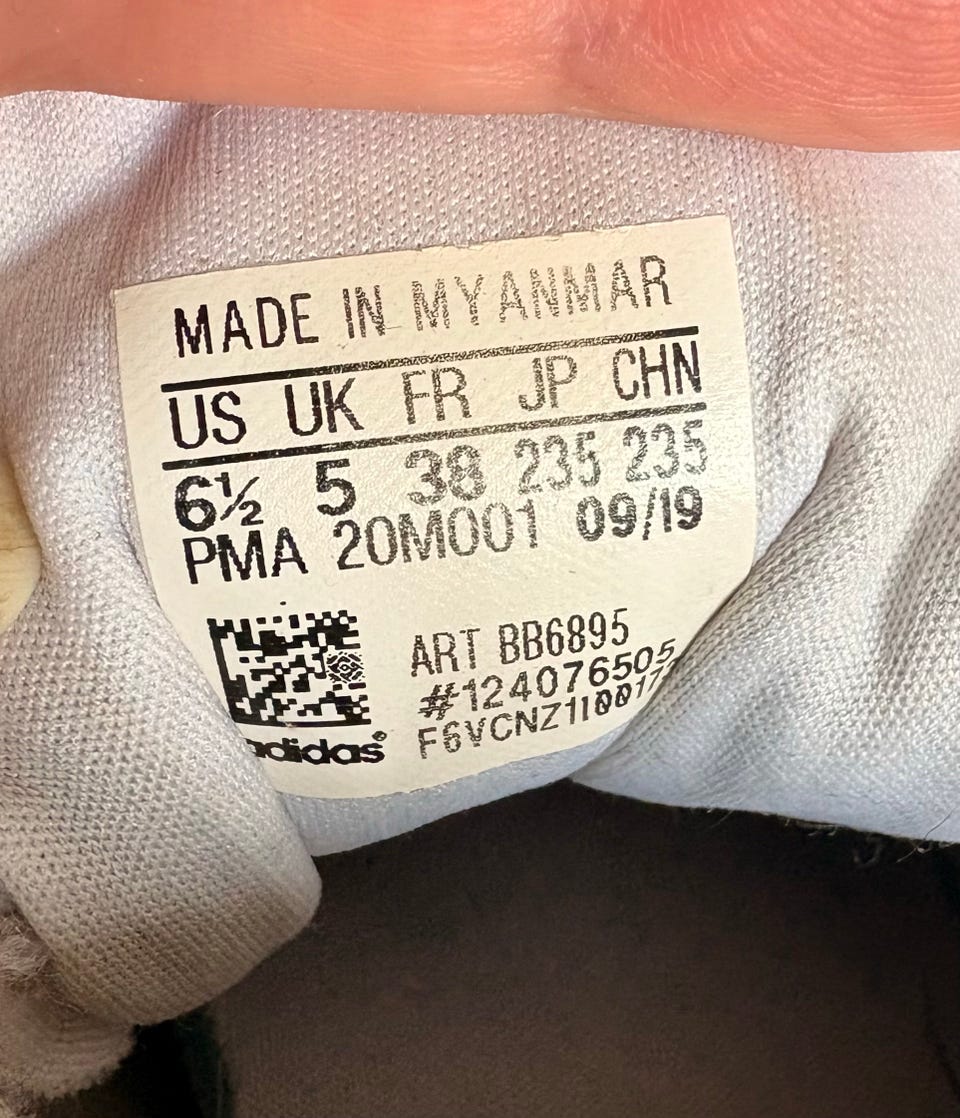 MADE IN MYANMAR
US UK FR JP CHN
6½ 5 38 235 235
PMA 20M001 09/19
ART BB6895
#124076505
adidas®